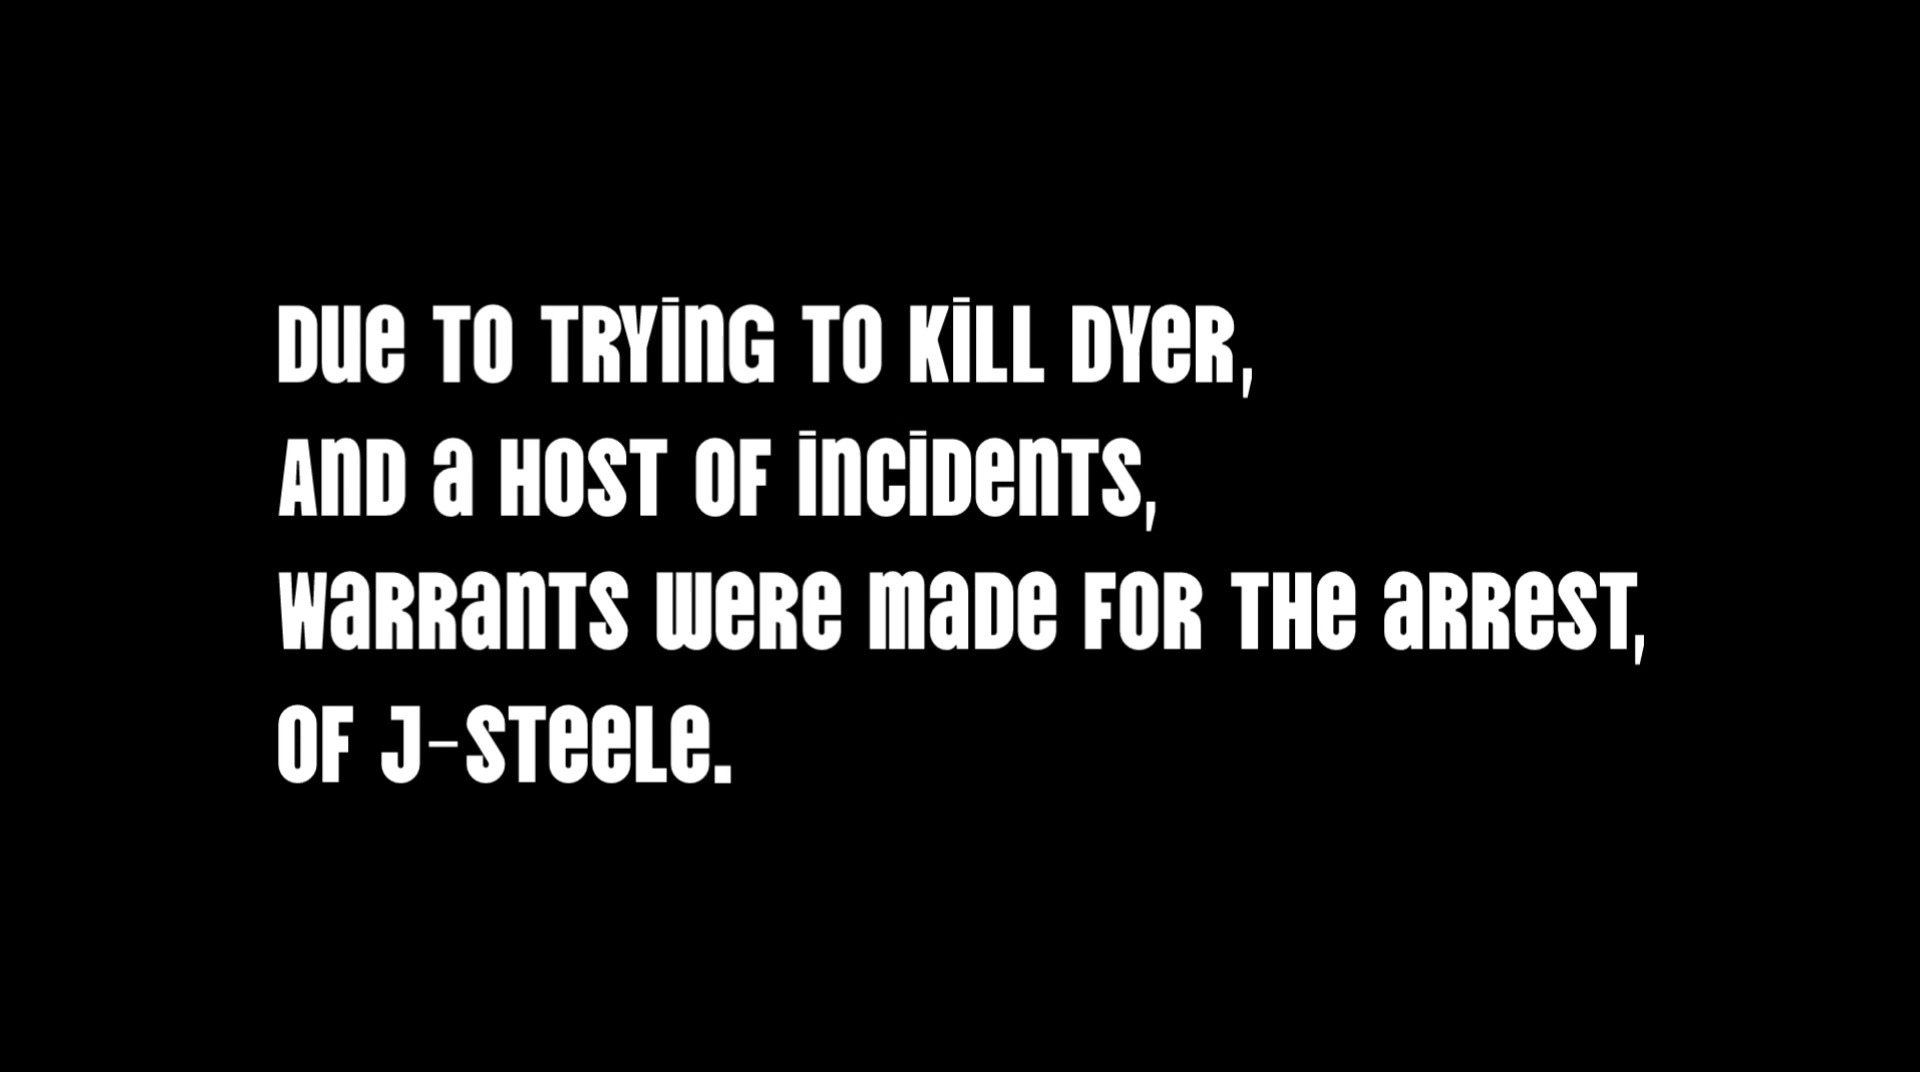 Due to trying to kill Dyer,
And a host of incidents,
Warrants were made for the arrest,
Of J-Steele.